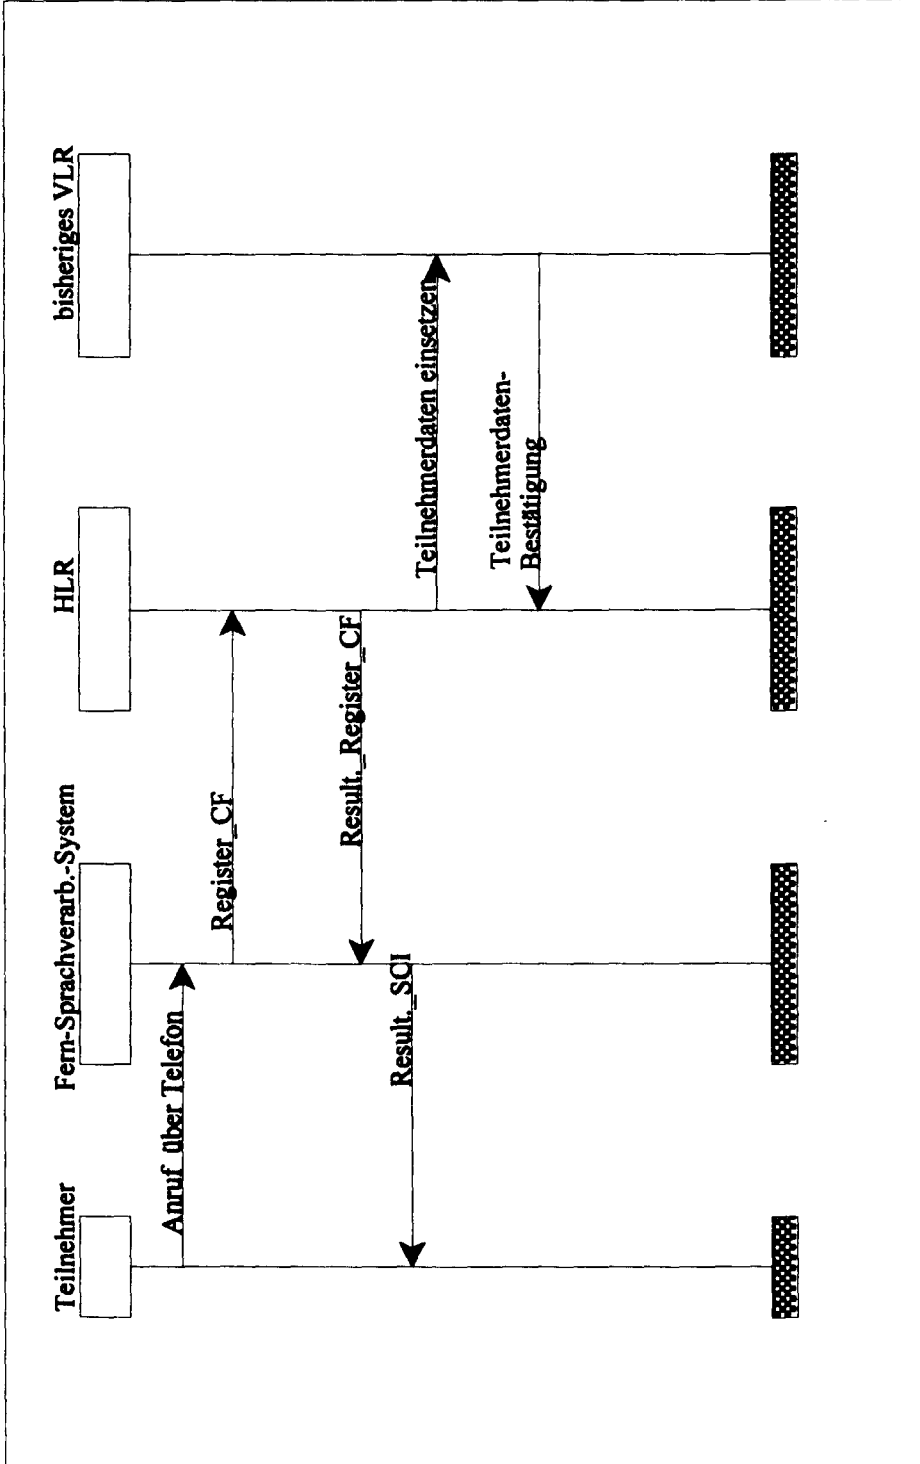 Teilnehmer
Fern-Sprachverarb.-System
HLR
bisheriges VLR
Anruf über Telefon
Register_CF
Result._Register_CF
Result._SCI
Teilnehmerdaten einsetzen
Teilnehmerdaten-
Bestätigung